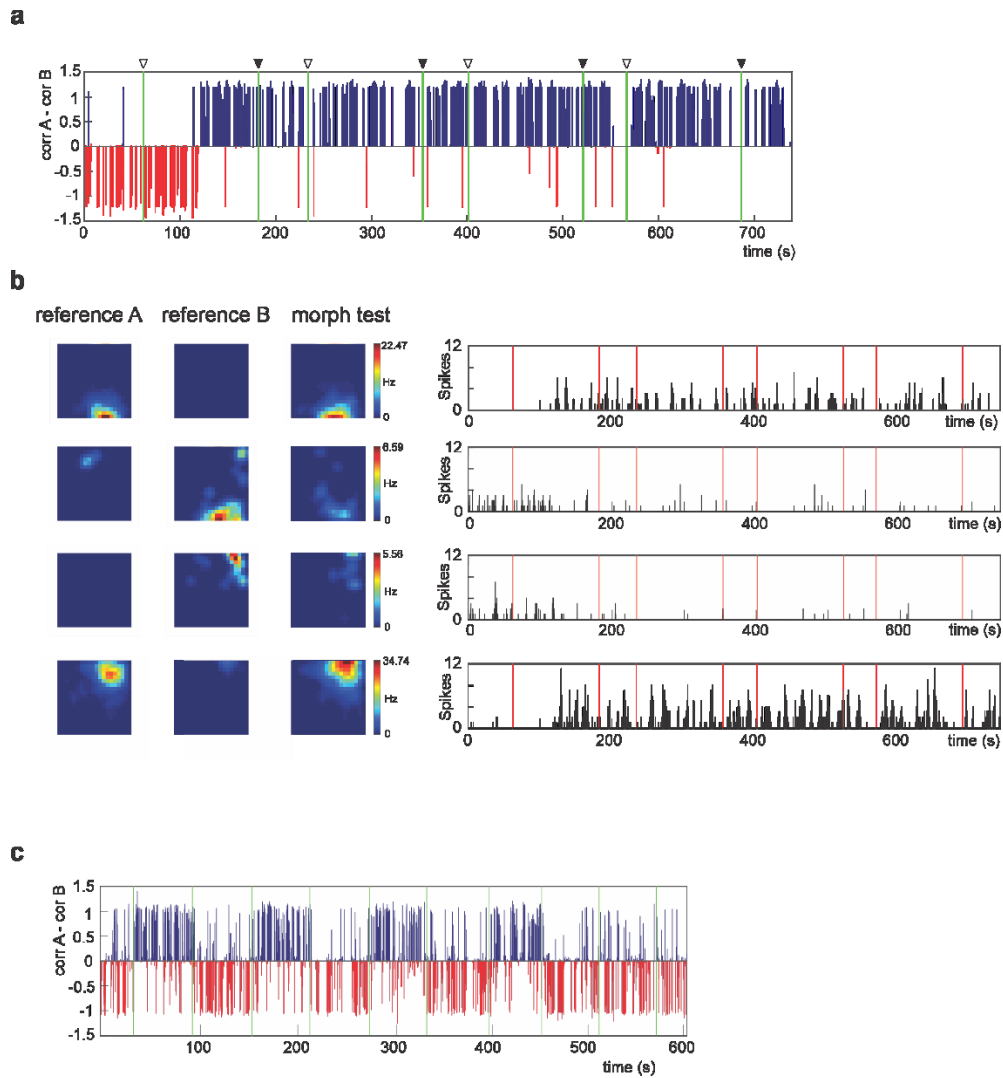 a
corr A - cor B
1.5
1
0.5
0
-0.5
-1
-1.5
0 100 200 300 400 500 600 700
time (s)
b
reference A reference B morph test
22.47
Hz
0
Spikes
12
0
0 200 400 600 time (s)
6.59
Hz
0
Spikes
12
0
0 200 400 600 time (s)
5.56
Hz
0
Spikes
12
0
0 200 400 600 time (s)
34.74
Hz
0
Spikes
12
0
0 200 400 600 time (s)
c
corr A - cor B
1.5
1
0.5
0
-0.5
-1
-1.5
100 200 300 400 500 600
time (s)